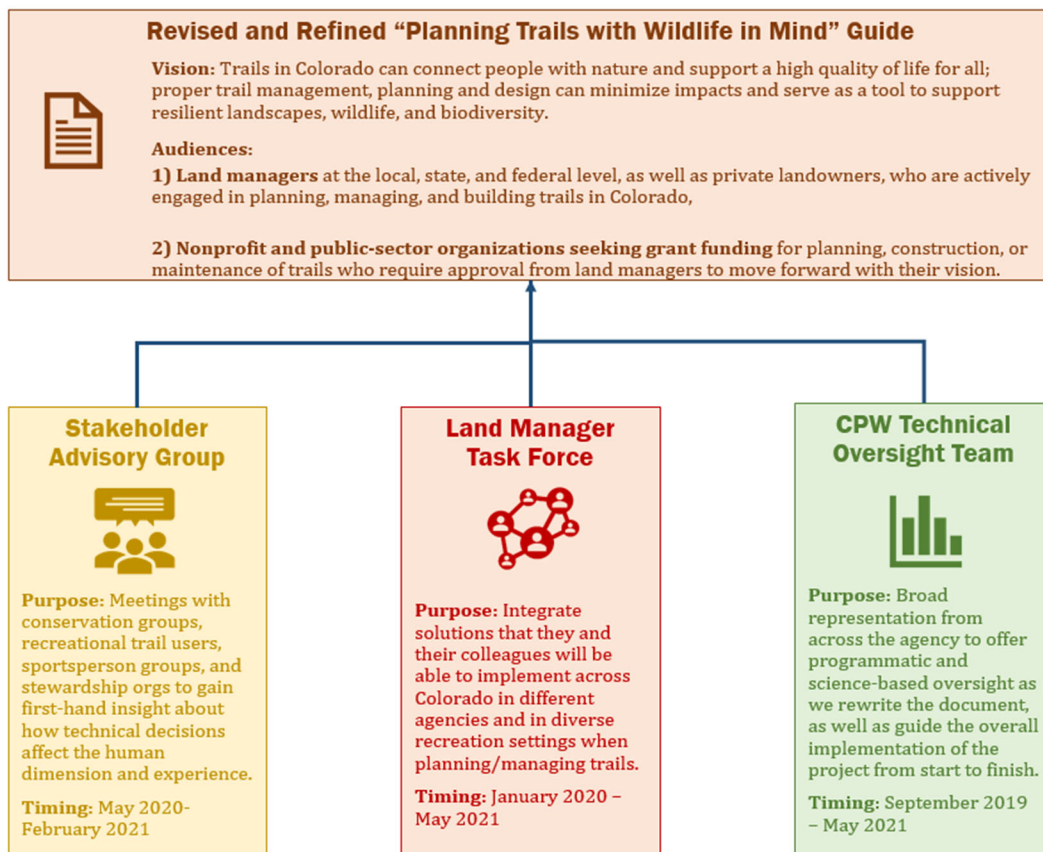 Revised and Refined “Planning Trails with Wildlife in Mind” Guide
Vision: Trails in Colorado can connect people with nature and support a high quality of life for all;
proper trail management, planning and design can minimize impacts and serve as a tool to support
resilient landscapes, wildlife, and biodiversity.
Audiences:
1) Land managers at the local, state, and federal level, as well as private landowners, who are actively
engaged in planning, managing, and building trails in Colorado,
2) Nonprofit and public-sector organizations seeking grant funding for planning, construction, or
maintenance of trails who require approval from land managers to move forward with their vision.
Stakeholder
Advisory Group
Purpose: Meetings with
conservation groups,
recreational trail users,
sportsperson groups, and
stewardship orgs to gain
first-hand insight about
how technical decisions
affect the human
dimension and experience.
Timing: May 2020-
February 2021
Land Manager
Task Force
Purpose: Integrate
solutions that they and
their colleagues will be
able to implement across
Colorado in different
agencies and in diverse
recreation settings when
planning/managing trails.
Timing: January 2020 –
May 2021
CPW Technical
Oversight Team
Purpose: Broad
representation from
across the agency to offer
programmatic and
science-based oversight as
we rewrite the document,
as well as guide the overall
implementation of the
project from start to finish.
Timing: September 2019
– May 2021